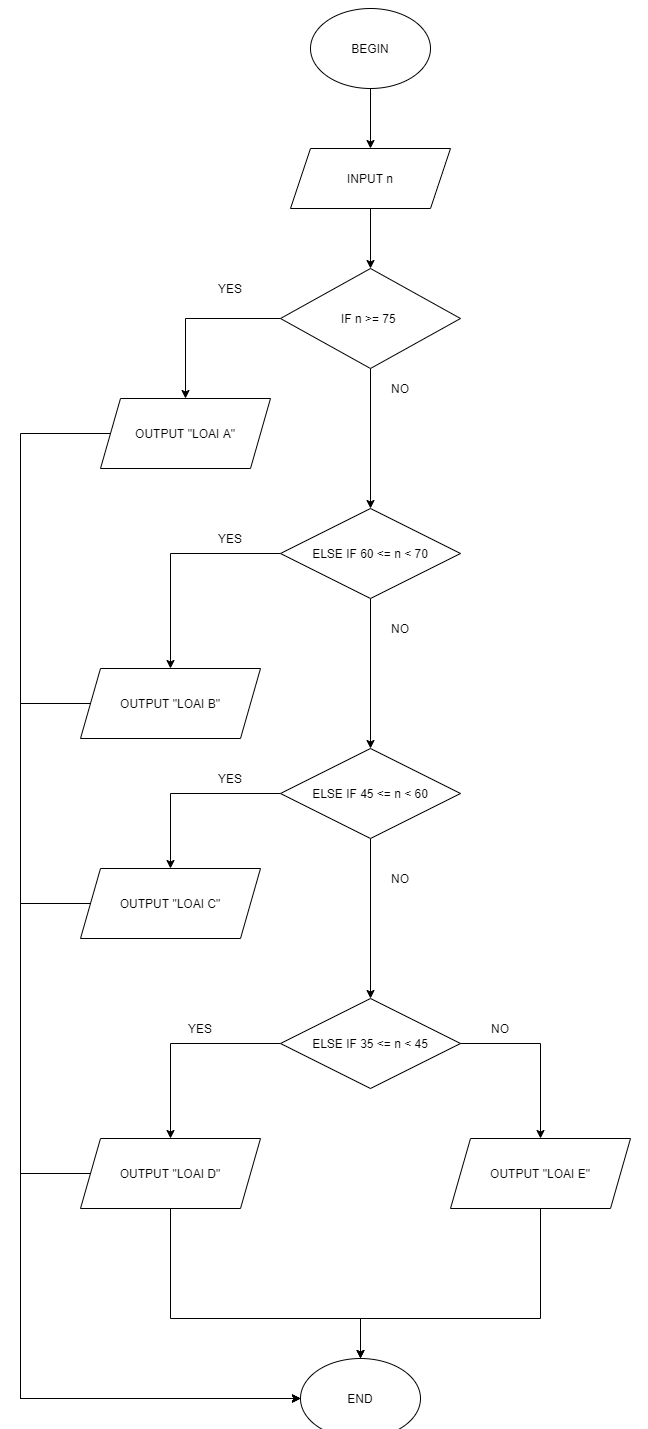 BEGIN
INPUT n
YES
IF n >= 75
NO
OUTPUT "LOAI A"
YES
ELSE IF 60 <= n < 70
NO
OUTPUT "LOAI B"
YES
ELSE IF 45 <= n < 60
NO
OUTPUT "LOAI C"
YES
NO
ELSE IF 35 <= n < 45
OUTPUT "LOAI D"
OUTPUT "LOAI E"
END